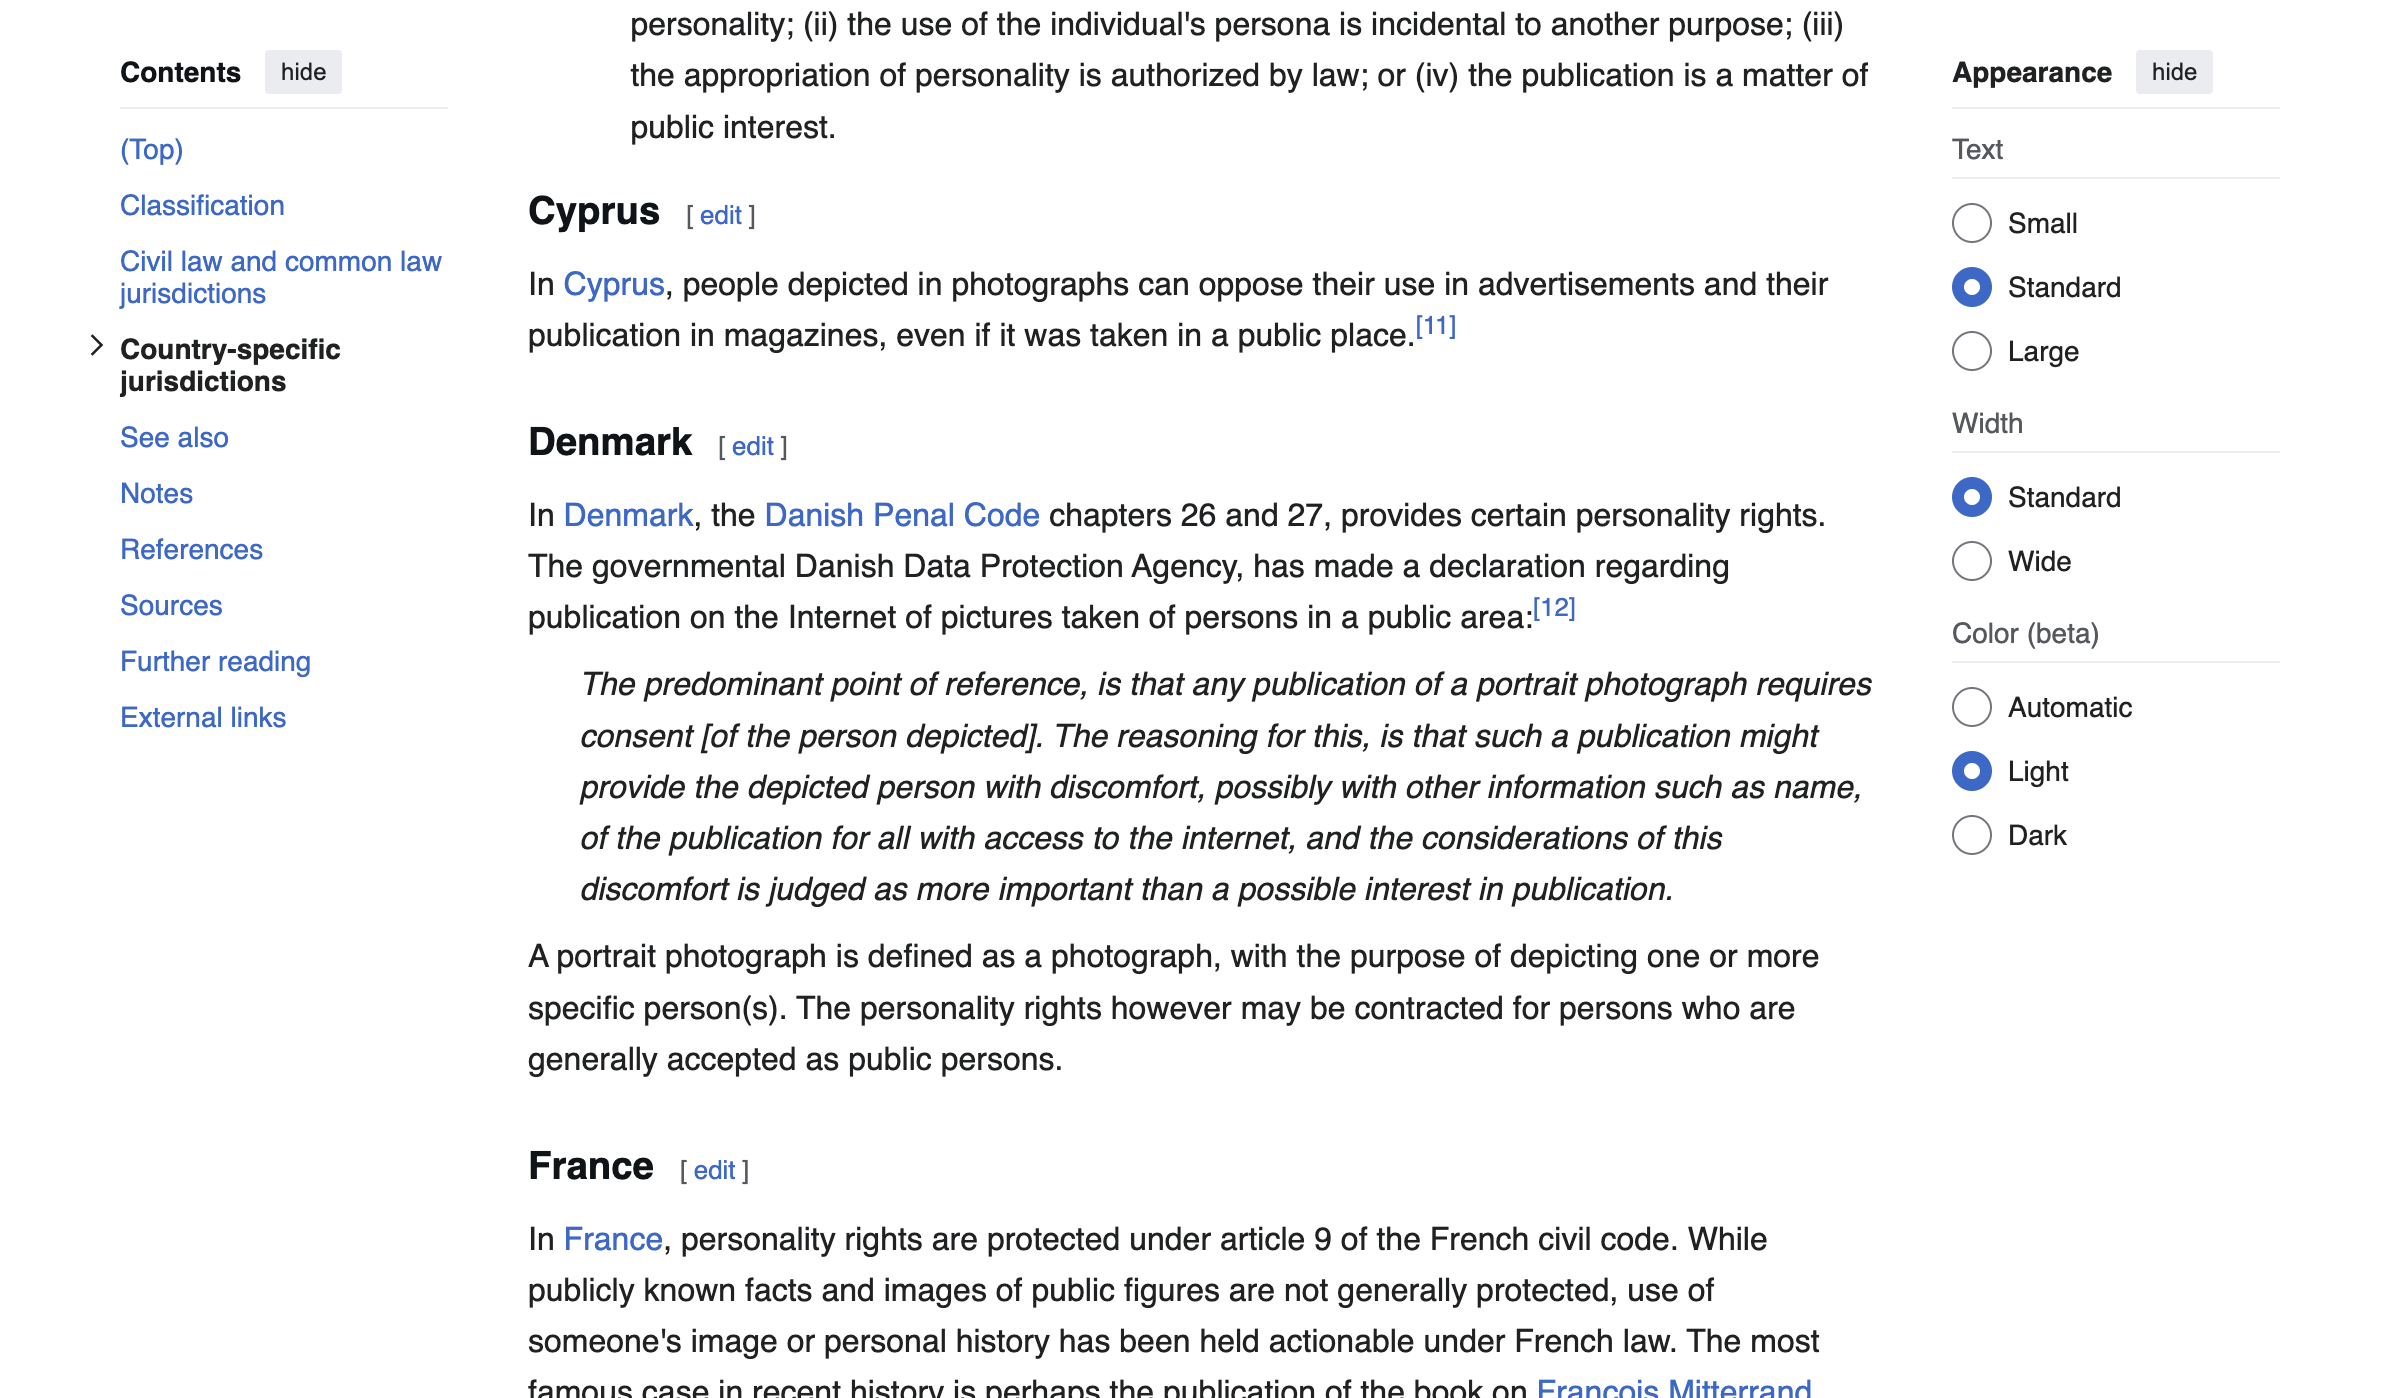 Contents hide
(Top)
Classification
Civil law and common law
jurisdictions
Country-specific
jurisdictions
See also
Notes
References
Sources
Further reading
External links
personality; (ii) the use of the individual's persona is incidental to another purpose; (iii)
the appropriation of personality is authorized by law; or (iv) the publication is a matter of
public interest.
Cyprus [ edit ]
In Cyprus, people depicted in photographs can oppose their use in advertisements and their
publication in magazines, even if it was taken in a public place.[11]
Denmark [ edit ]
In Denmark, the Danish Penal Code chapters 26 and 27, provides certain personality rights.
The governmental Danish Data Protection Agency, has made a declaration regarding
publication on the Internet of pictures taken of persons in a public area:[12]
The predominant point of reference, is that any publication of a portrait photograph requires
consent [of the person depicted]. The reasoning for this, is that such a publication might
provide the depicted person with discomfort, possibly with other information such as name,
of the publication for all with access to the internet, and the considerations of this
discomfort is judged as more important than a possible interest in publication.
A portrait photograph is defined as a photograph, with the purpose of depicting one or more
specific person(s). The personality rights however may be contracted for persons who are
generally accepted as public persons.
France [ edit ]
In France, personality rights are protected under article 9 of the French civil code. While
publicly known facts and images of public figures are not generally protected, use of
someone's image or personal history has been held actionable under French law. The most
famous case in recent history is perhaps the publication of the book on François Mitterrand
Appearance hide
Text
Small
Standard
Large
Width
Standard
Wide
Color (beta)
Automatic
Light
Dark